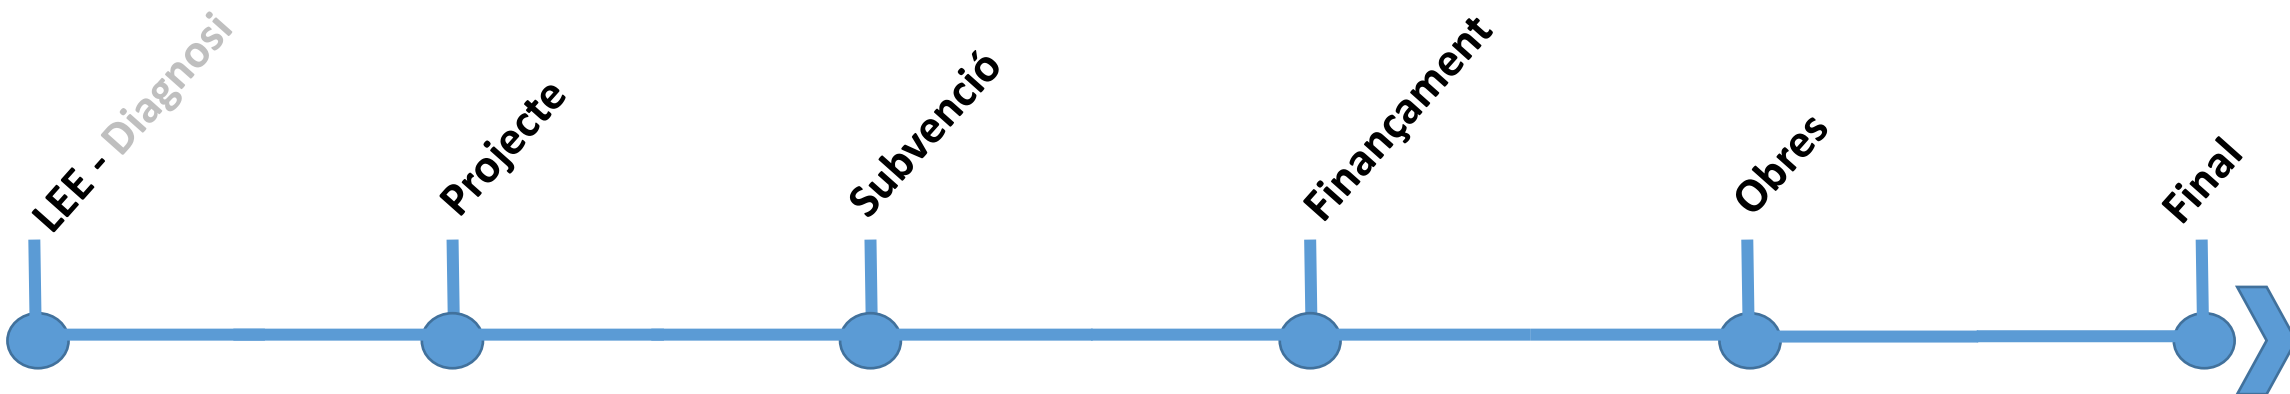 LEE - Diagnosi
Projecte
Subvenció
Finançament
Obres
Final